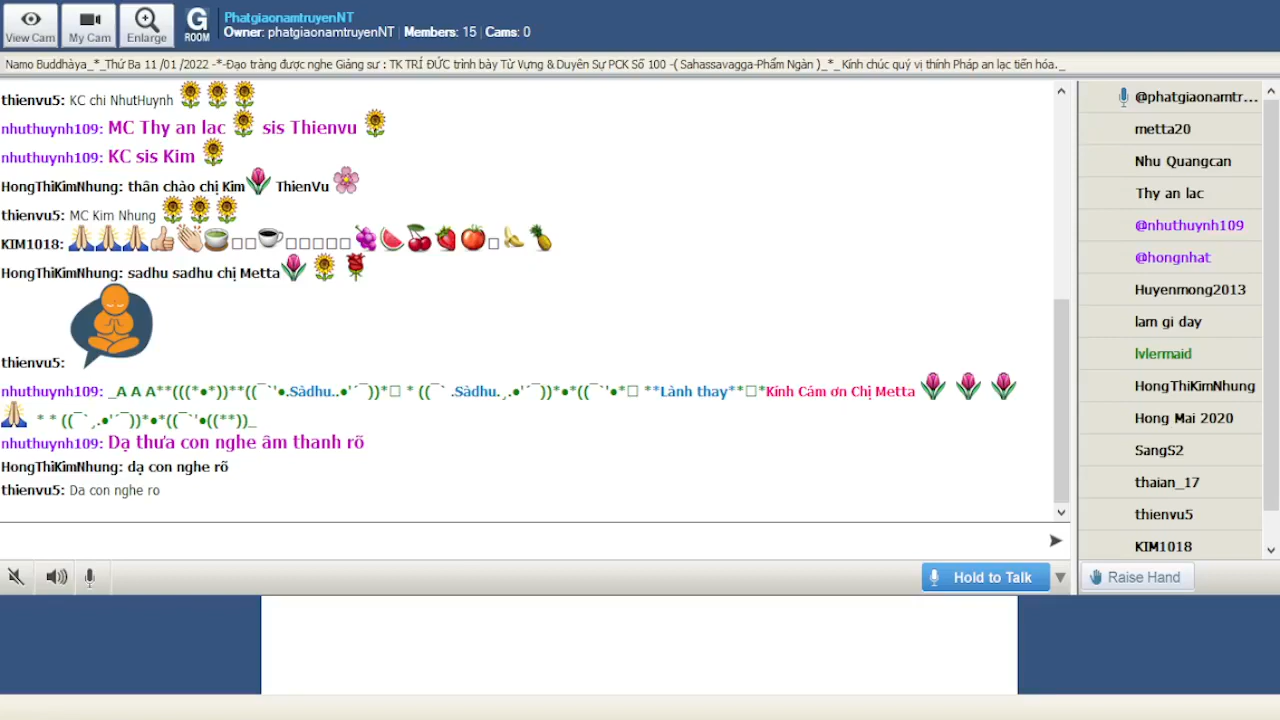 View Cam
My Cam
Enlarge
G ROOM
PhatgiaonamtruyenNT
Owner: phatgiaonamtruyenNT | Members: 15 | Cams: 0
Namo Buddhàya_*_Thứ Ba 11 /01 /2022 -*-Đạo tràng được nghe Giảng sư : TK TRÍ ĐỨC trình bày Từ Vựng & Duyên Sự PCK Số 100 -( Sahassavagga-Phẩm Ngàn )_*_ Kính chúc quý vị thính Pháp an lạc tiến hóa._
thienvu5: KC chi NhutHuynh 🌻 🌻 🌻
nhuthuynh109: MC Thy an lac 🌻 sis Thienvu 🌻
nhuthuynh109: KC sis Kim 🌻
HongThiKimNhung: thân chào chị Kim🌷 ThienVu 🌸
thienvu5: MC Kim Nhung 🌻 🌻 🌻
KIM1018: 🙏🙏🙏👍👏🍵□□☕□□□□□🍇🍉🍒🍓🍅□🍌🍍
HongThiKimNhung: sadhu sadhu chị Metta🌷 🌻 🌹
thienvu5:
nhuthuynh109: _A A A**(((*•*))**((¯`'•.Sàdhu..•'´¯))*□ * ((¯` .Sàdhu.¸.•'´¯))*•*((¯`'•*□ **Lành thay**□*Kính Cám ơn Chị Metta 🌷 🌷 🌷
🙏 * * ((¯`¸.•'´¯))*•*((¯`'•((**))_
nhuthuynh109: Dạ thưa con nghe âm thanh rõ
HongThiKimNhung: dạ con nghe rõ
thienvu5: Da con nghe ro
Hold to Talk
@phatgiaonamtr...
metta20
Nhu Quangcan
Thy an lac
@nhuthuynh109
@hongnhat
Huyenmong2013
lam gi day
lvlermaid
HongThiKimNhung
Hong Mai 2020
SangS2
thaian_17
thienvu5
KIM1018
Raise Hand